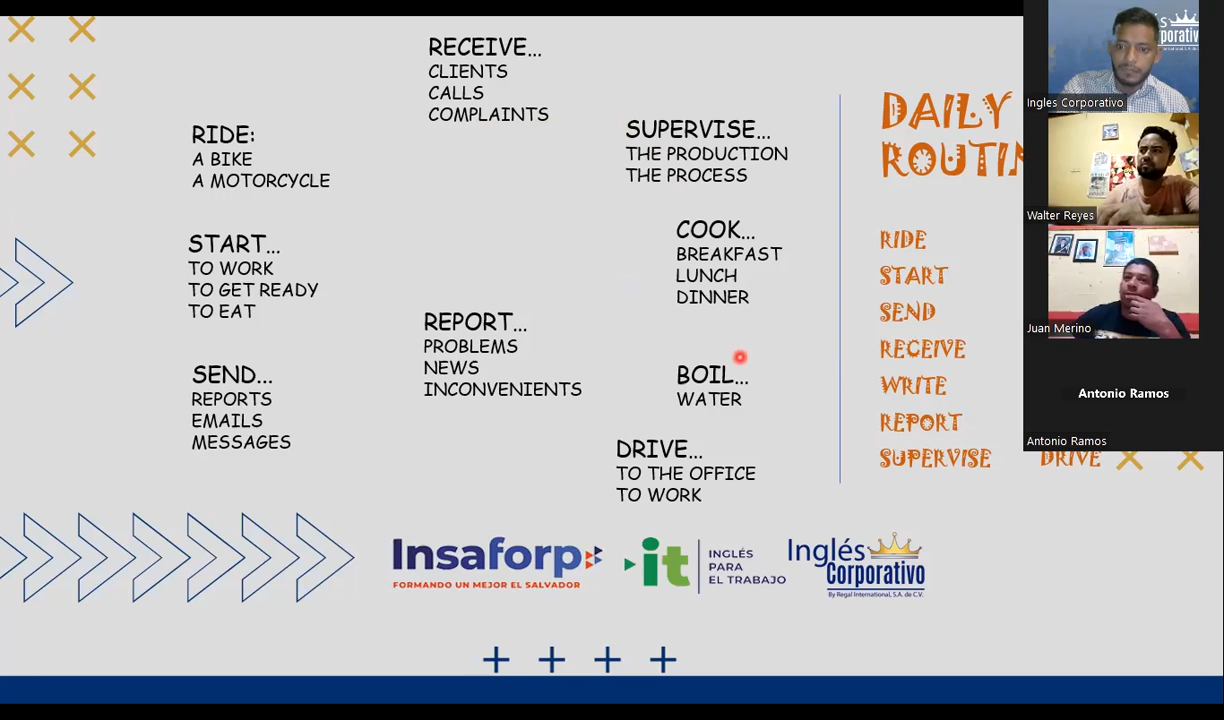 RECEIVE...
CLIENTS
CALLS
COMPLAINTS
RIDE:
A BIKE
A MOTORCYCLE
SUPERVISE...
THE PRODUCTION
THE PROCESS
START...
TO WORK
TO GET READY
TO EAT
COOK...
BREAKFAST
LUNCH
DINNER
REPORT...
PROBLEMS
NEWS
INCONVENIENTS
SEND...
REPORTS
EMAILS
MESSAGES
BOIL...
WATER
DRIVE...
TO THE OFFICE
TO WORK
DAILY
ROUTIN
RIDE
START
SEND
RECEIVE
WRITE
REPORT
SUPERVISE DRIVE
Ingles Corporativo
Walter Reyes
Juan Merino
Antonio Ramos
Antonio Ramos
Insaforp
FORMANDO UN MEJOR EL SALVADOR
it
INGLÉS
PARA
EL TRABAJO
Inglés
Corporativo
By Regal International, S.A. de C.V.